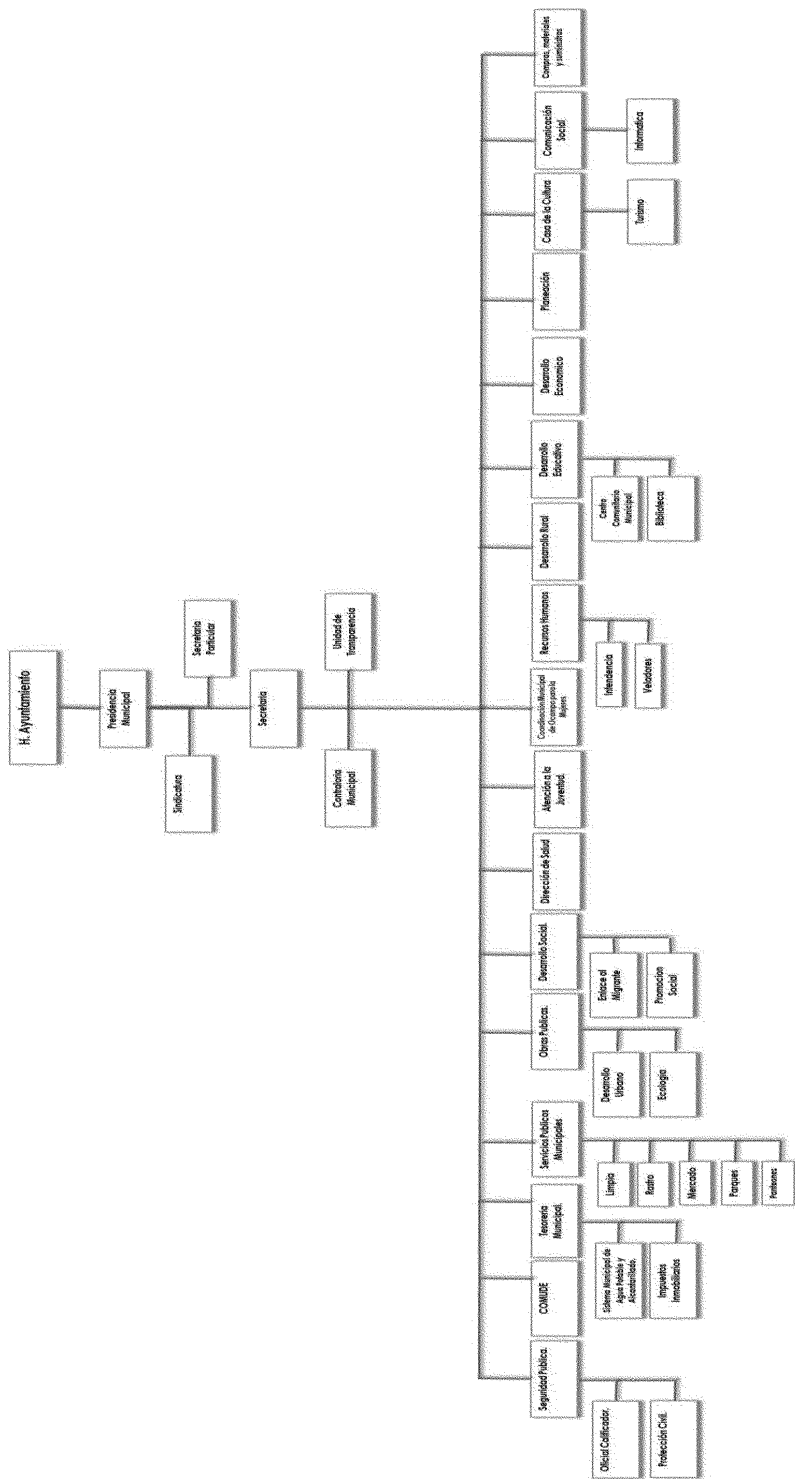 H. Ayuntamiento
Presidencia
Municipal
Sindicatura
Secretaria
Particular
Secretaria
Contraloria
Municipal
Unidad de
Transparencia
Seguridad Publica.
COMUDE
Tesoreria
Municipal.
Servicios Publicos
Municipales
Obras Publicas.
Desarrollo Social.
Dirección de Salud
Atención a la
Juventud.
Coordinación Municipal
de Ocampo para la
Mujeres
Recursos Humanos
Desarrollo Rural
Desarrollo
Educativo
Desarrollo
Economico
Planeación
Casa de la Cultura
Comunicación
Social
Compras, materiales
y suministros
Oficial Calificador.
Protección Civil.
Sistema Municipal de
Agua Potable y
Alcantarillado.
Impuestos
Inmobiliarios
Limpia
Rastro
Mercado
Parques
Panteones
Desarrollo
Urbano
Ecologia
Enlace al
Migrante
Promocion
Social
Intendencia
Veladores
Centro
Comunitario
Municipal
Biblioteca
Turismo
Informatica